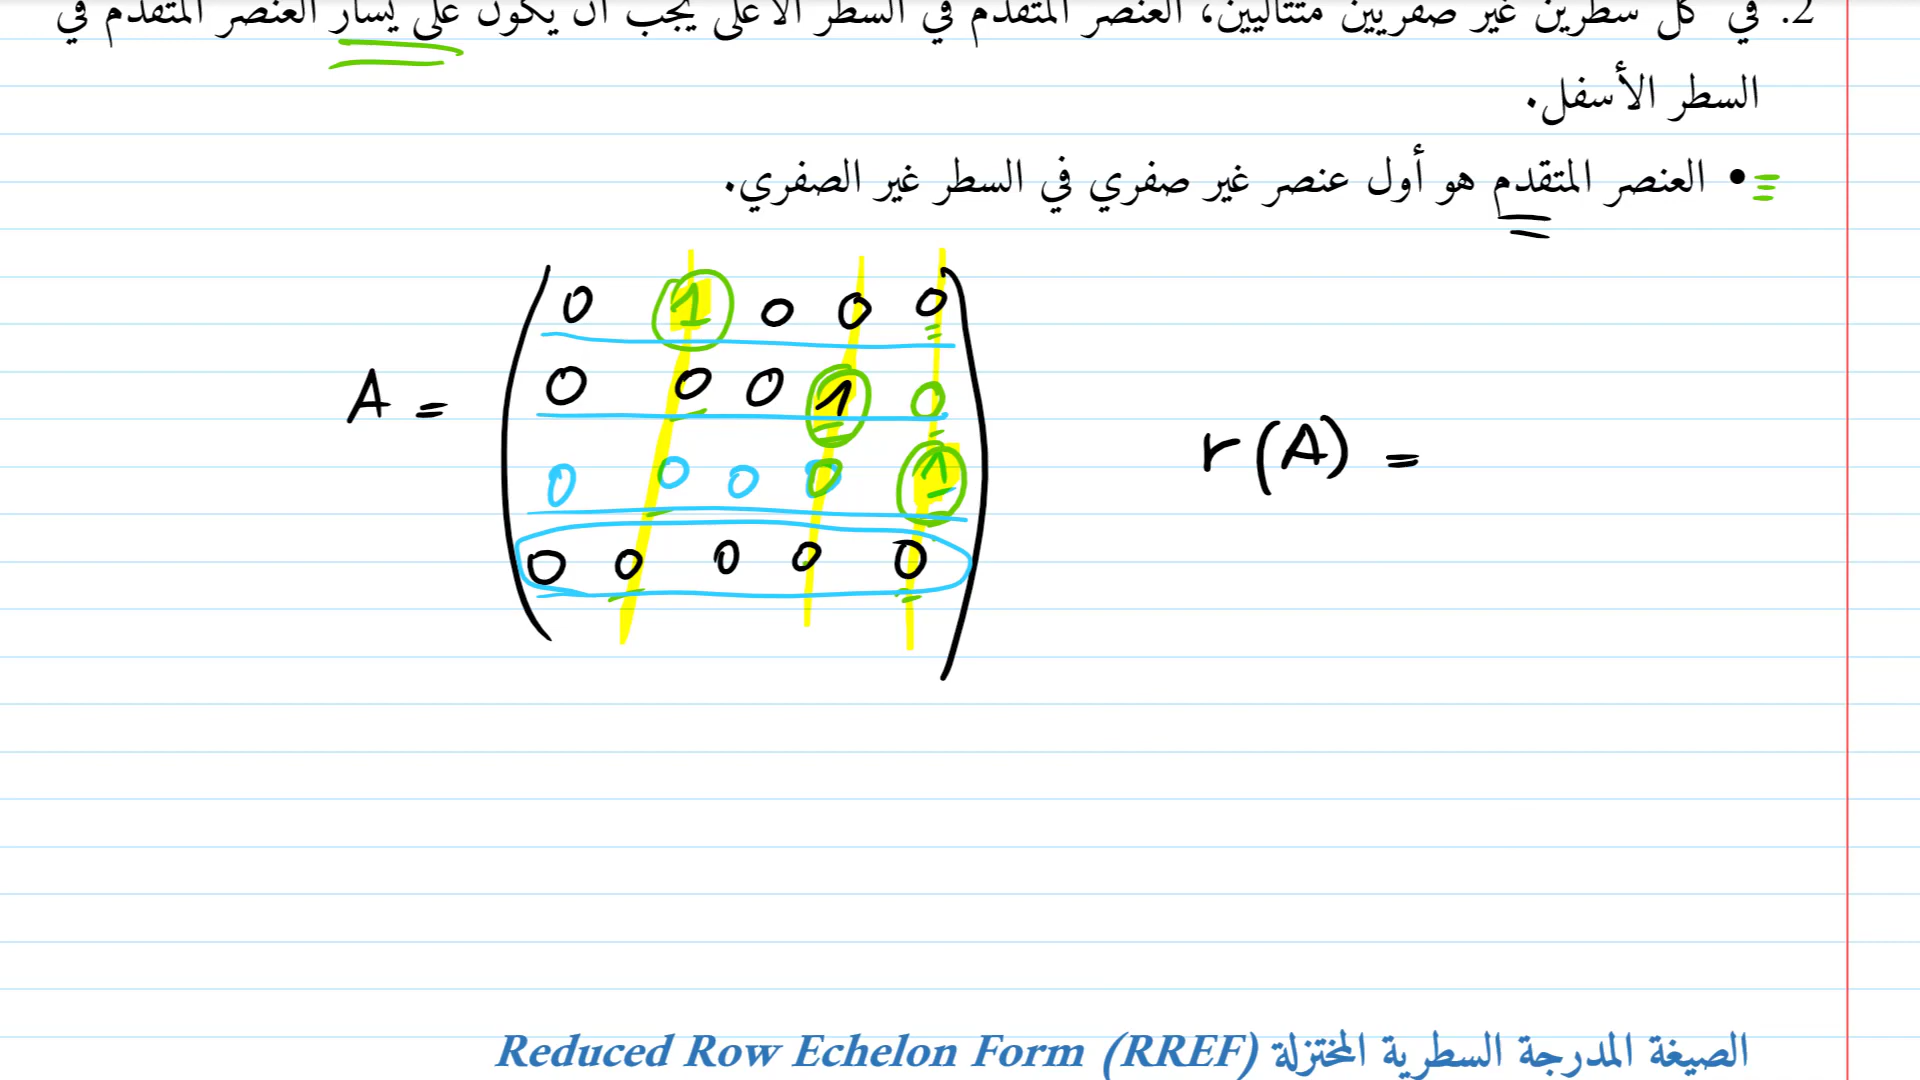 2. في كل سطرين غير صفريين متتاليين، العنصر المتقدم في السطر الأعلى يجب أن يكون على يسار العنصر المتقدم في
السطر الأسفل.
• العنصر المتقدم هو أول عنصر غير صفري في السطر غير الصفري.
0 1 0 0 0
A = 0 0 0 1 0
r(A) =
0 0 0 0 1
0 0 0 0 0
الصيغة المدرجة السطرية المختزلة Reduced Row Echelon Form (RREF)